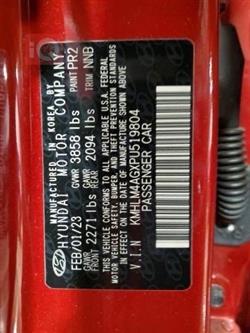 MANUFACTURED IN KOREA BY
HYUNDAI MOTOR COMPANY
PAINT PR2
TRIM NNB
FEB/01/23 GVWR 3858 lbs
GAWR FRONT 2271 lbs GAWR REAR 2094 lbs
THIS VEHICLE CONFORMS TO ALL APPLICABLE U.S.A. FEDERAL
MOTOR VEHICLE SAFETY, BUMPER, AND THEFT PREVENTION
STANDARDS IN EFFECT ON THE DATE OF MANUFACTURE SHOWN ABOVE
V.I.N KMHLM4AGXPU519804
PASSENGER CAR